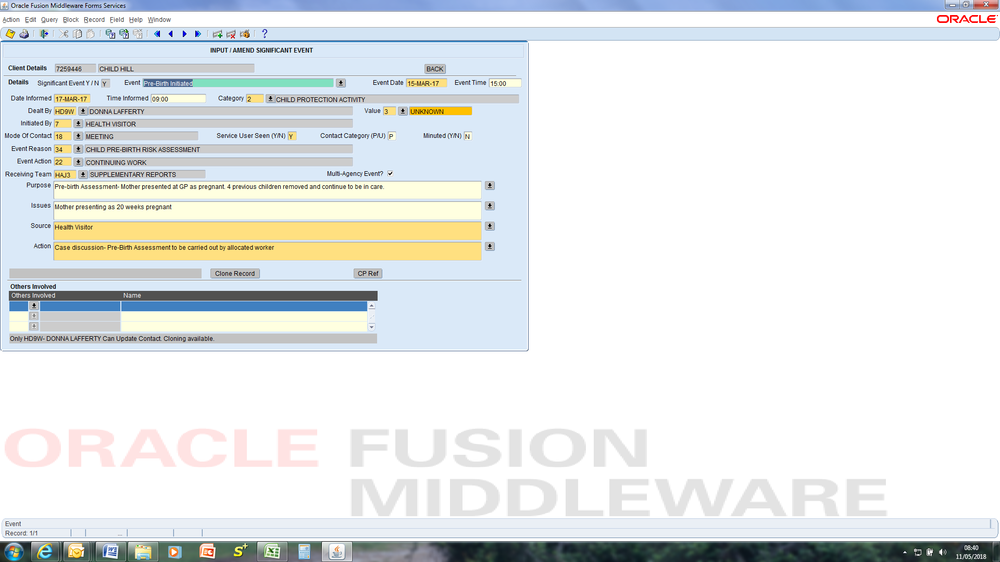 Oracle Fusion Middleware Forms Services
Action Edit Query Block Record Field Help Window
ORACLE
INPUT / AMEND SIGNIFICANT EVENT
Client Details 7259446 CHILD HILL BACK
Details Significant Event Y / N Y Event Pre-Birth Initiated Event Date 15-MAR-17 Event Time 15:00
Date Informed 17-MAR-17 Time Informed 09:00 Category 2 CHILD PROTECTION ACTIVITY
Dealt By HD9W DONNA LAFFERTY Value 3 UNKNOWN
Initiated By 7 HEALTH VISITOR
Mode Of Contact 18 MEETING Service User Seen (Y/N) Y Contact Category (P/U) P Minuted (Y/N) N
Event Reason 34 CHILD PRE-BIRTH RISK ASSESSMENT
Event Action 22 CONTINUING WORK
Receiving Team HAJ3 SUPPLEMENTARY REPORTS Multi-Agency Event?
Purpose Pre-birth Assessment- Mother presented at GP as pregnant. 4 previous children removed and continue to be in care.
Issues Mother presenting as 20 weeks pregnant
Source Health Visitor
Action Case discussion- Pre-Birth Assessment to be carried out by allocated worker
Clone Record CP Ref
Others Involved
Others Involved Name
Only HD9W- DONNA LAFFERTY Can Update Contact. Cloning available.
ORACLE FUSION
MIDDLEWARE
Event
Record: 1/1 ...
08:40
11/05/2018